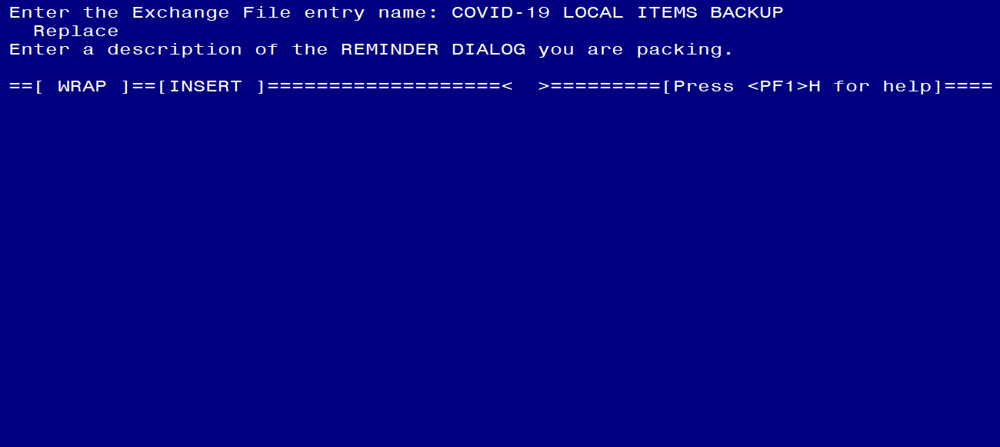 Enter the Exchange File entry name: COVID-19 LOCAL ITEMS BACKUP
  Replace
Enter a description of the REMINDER DIALOG you are packing.
==[ WRAP ]==[INSERT ]===================<  >=========[Press <PF1>H for help]====